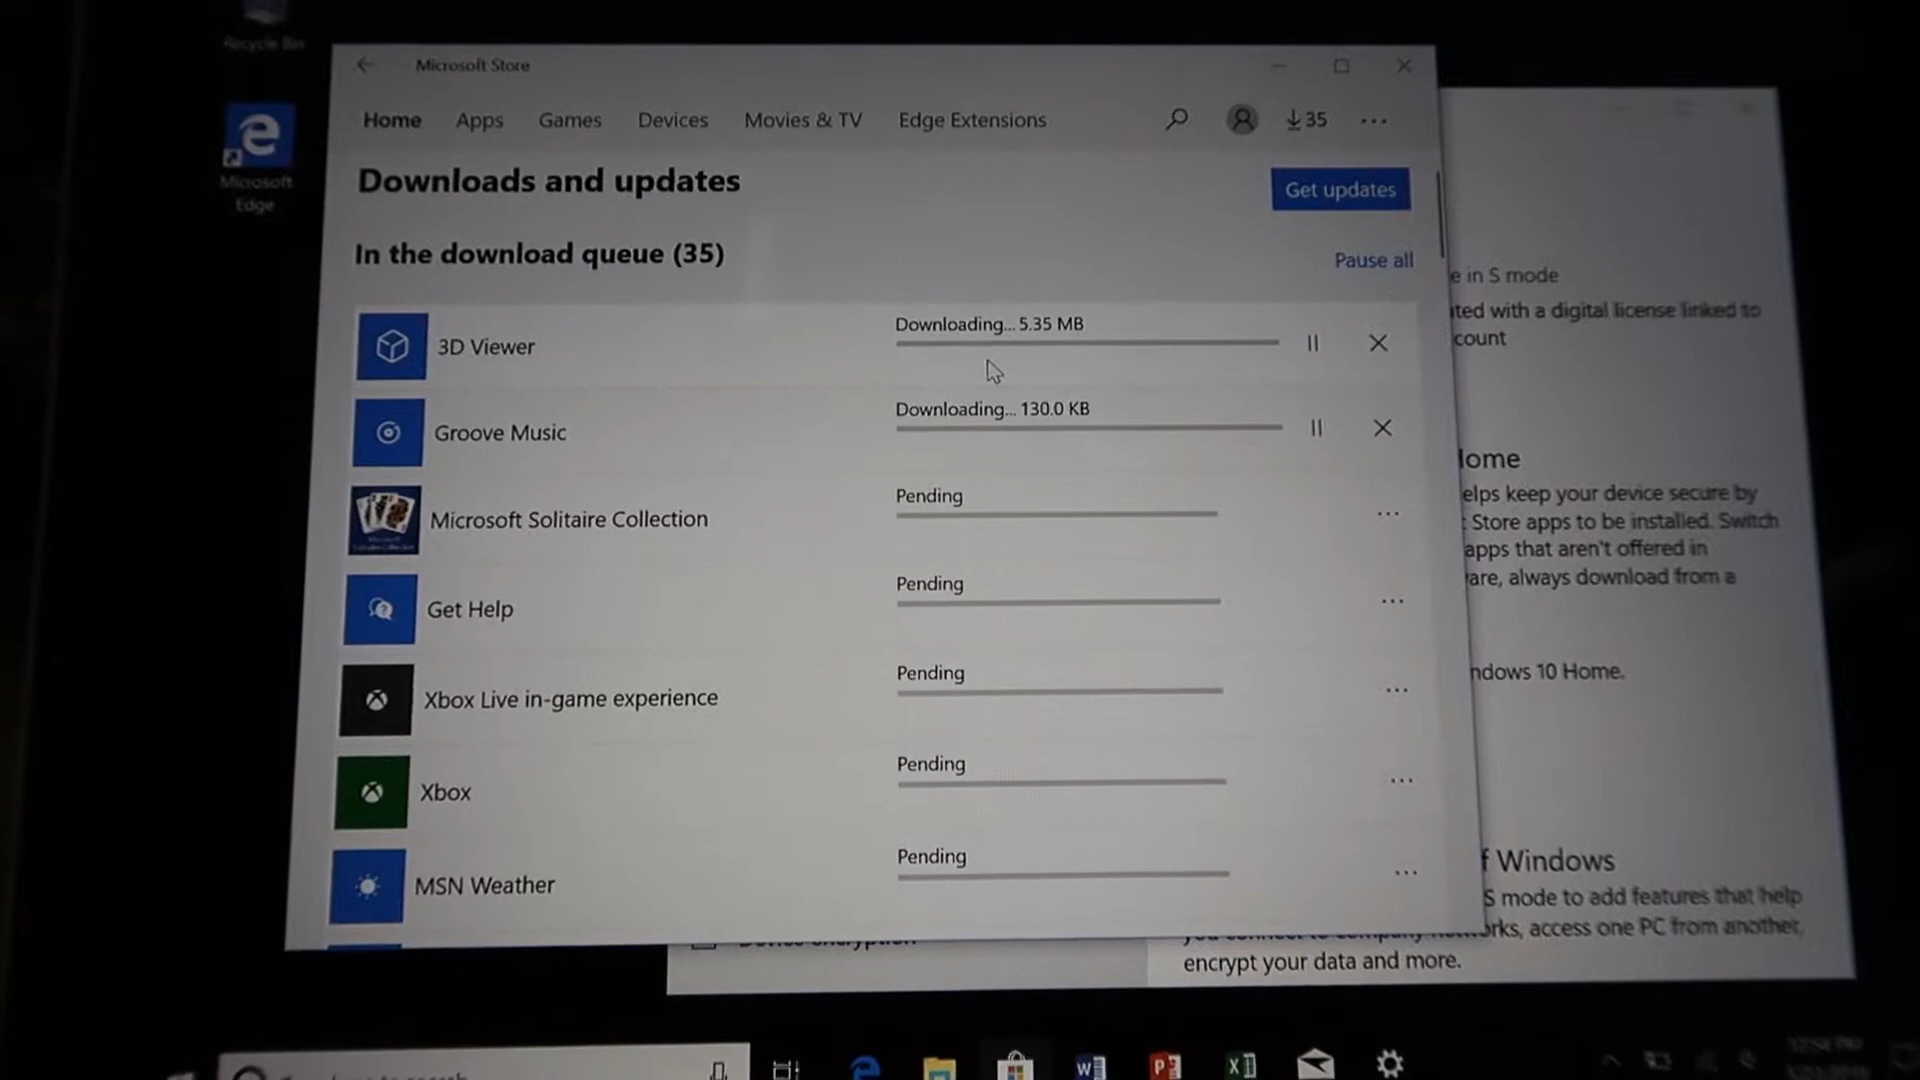 Recycle Bin
Microsoft Edge
Microsoft Store
Home Apps Games Devices Movies & TV Edge Extensions 35
Downloads and updates
Get updates
In the download queue (35)
Pause all
3D Viewer
Downloading... 5.35 MB
Groove Music
Downloading... 130.0 KB
Microsoft Solitaire Collection
Pending
Get Help
Pending
Xbox Live in-game experience
Pending
Xbox
Pending
MSN Weather
Pending
e in S mode
ated with a digital license linked to
count
Home
elps keep your device secure by
t Store apps to be installed. Switch
apps that aren't offered in
are, always download from a
ndows 10 Home.
f Windows
S mode to add features that help
orks, access one PC from another,
encrypt your data and more.